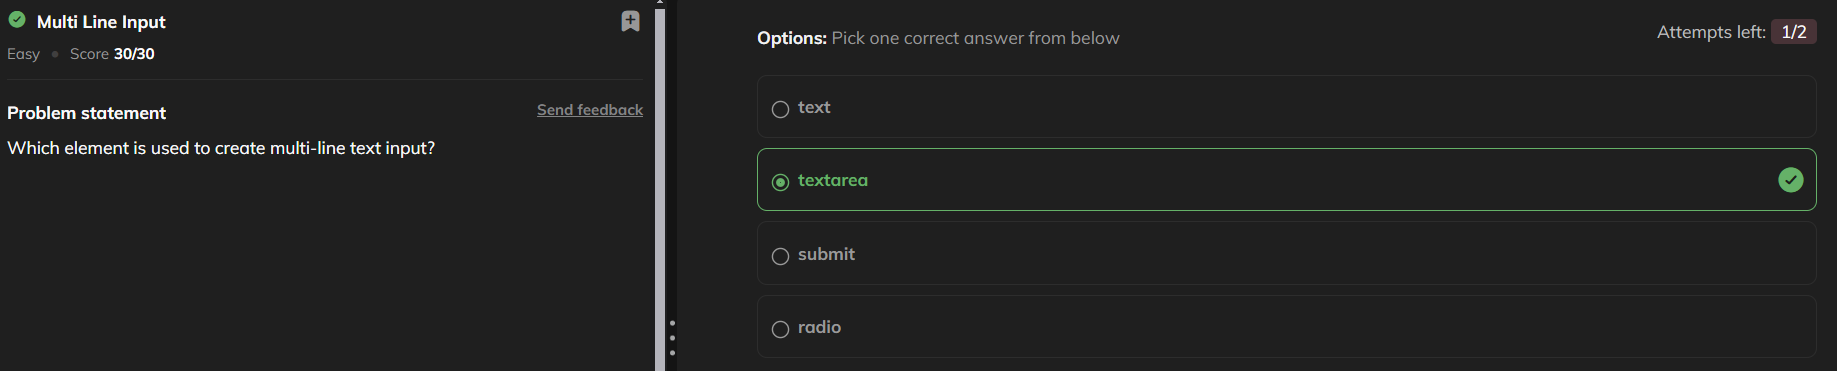 Multi Line Input
Easy • Score 30/30
Problem statement
Send feedback
Which element is used to create multi-line text input?
Options: Pick one correct answer from below
Attempts left: 1/2
text
textarea
submit
radio